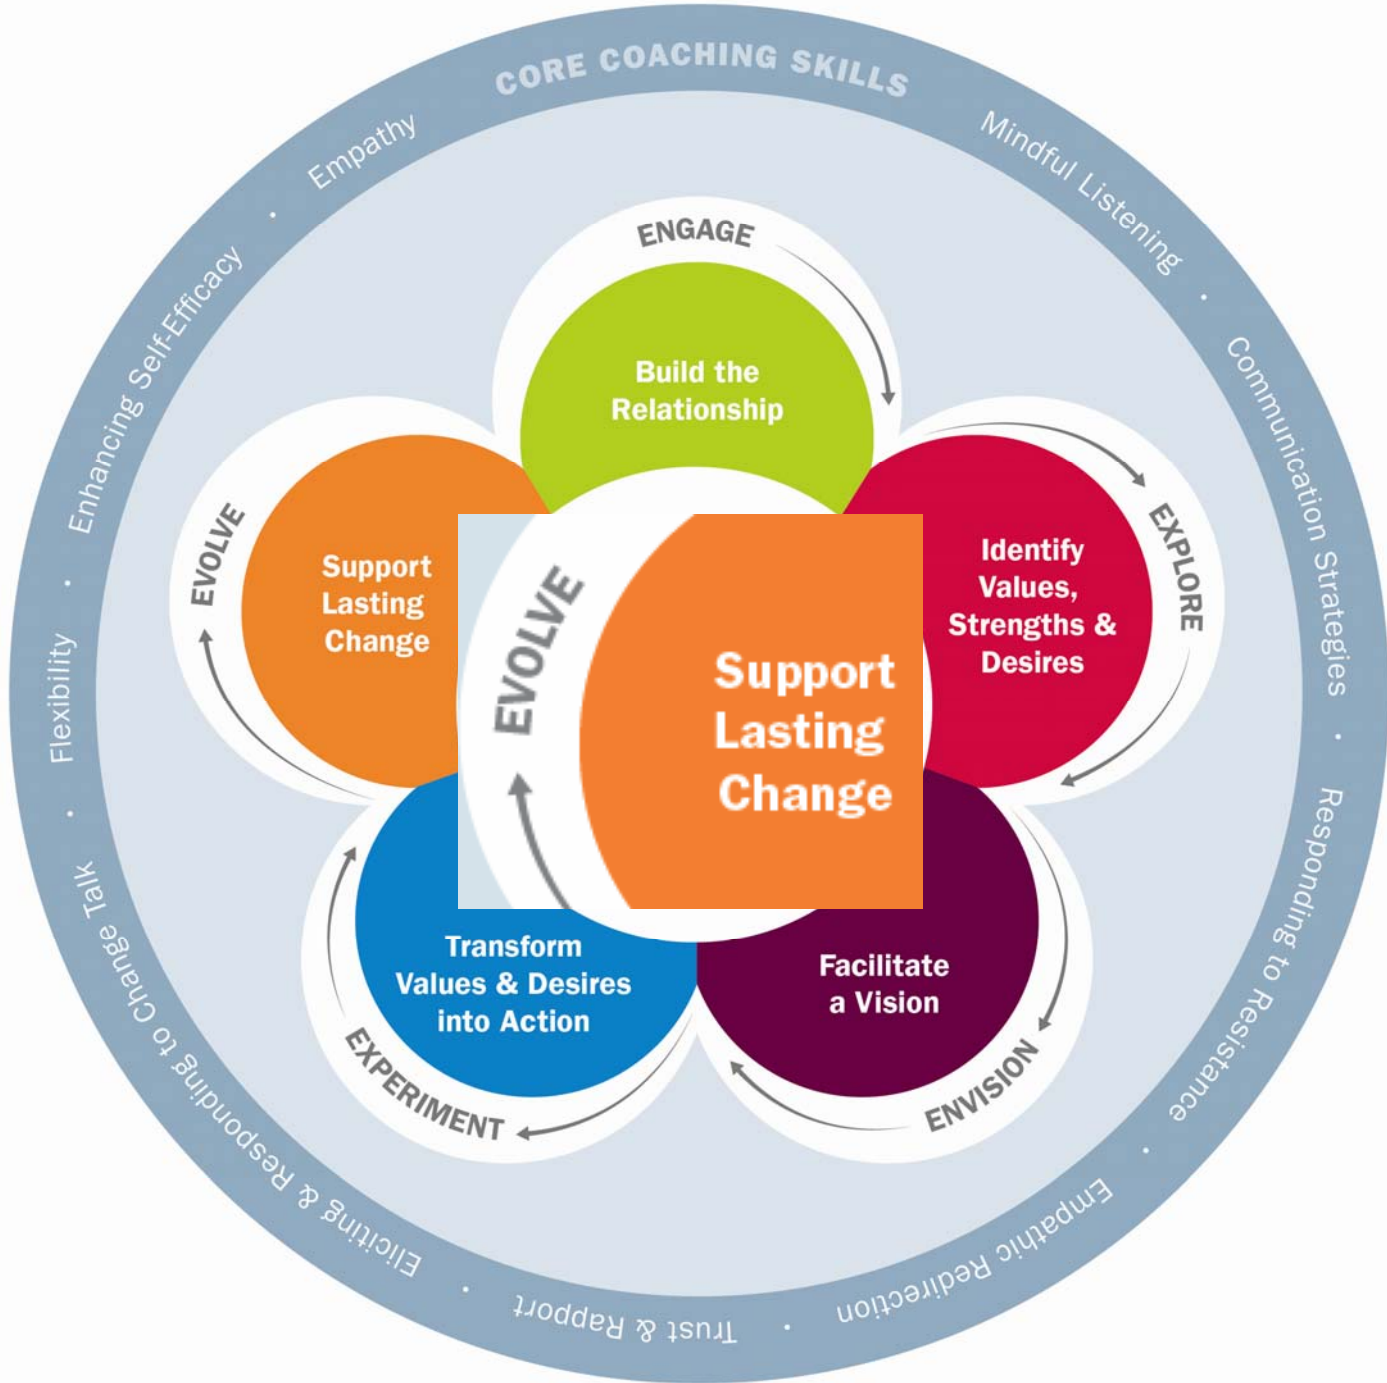 CORE COACHING SKILLS
Mindful Listening
·
Communication Strategies
·
Responding to Resistance
·
Empathic Redirection
·
Trust & Rapport
·
Eliciting & Responding to Change Talk
·
Flexibility
·
Enhancing Self-Efficacy
·
Empathy
ENGAGE
Build the
Relationship
EXPLORE
Identify
Values,
Strengths &
Desires
ENVISION
Facilitate
a Vision
EXPERIMENT
Transform
Values & Desires
into Action
EVOLVE
Support
Lasting
Change
EVOLVE
Support
Lasting
Change